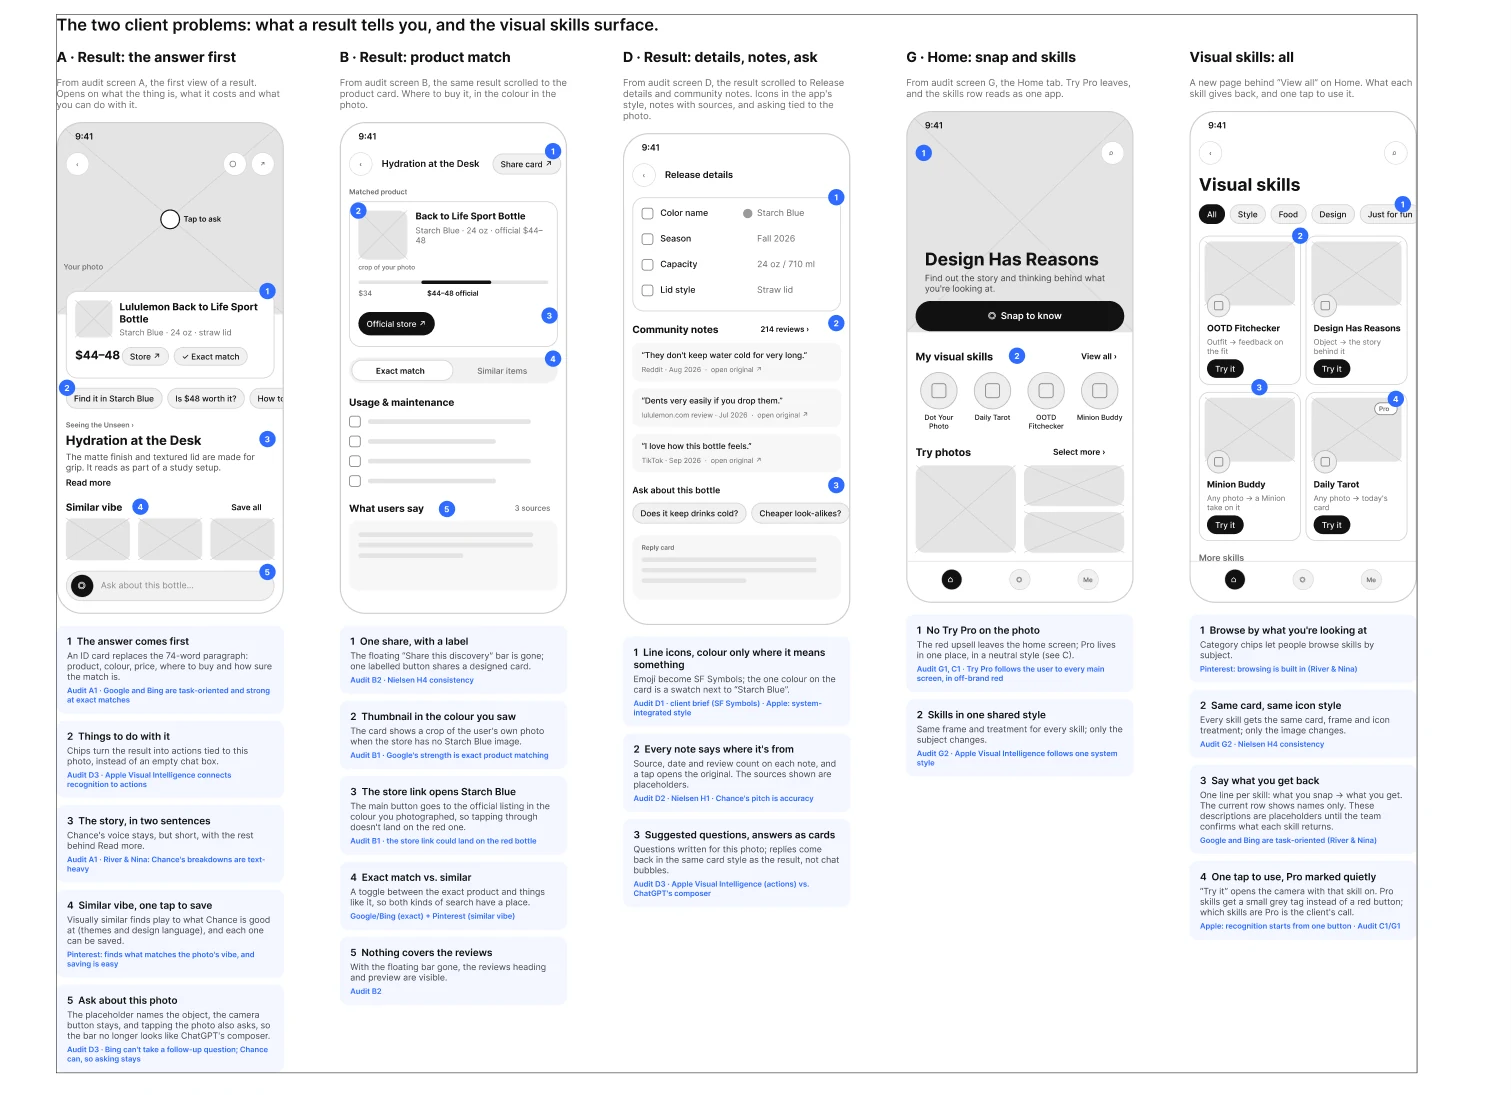 The two client problems: what a result tells you, and the visual skills surface.
A · Result: the answer first
From audit screen A, the first view of a result.
Opens on what the thing is, what it costs and what
you can do with it.
9:41
Tap to ask
Your photo
1
Lululemon Back to Life Sport
Bottle
Starch Blue · 24 oz · straw lid
$44–48
Store ↗
✓ Exact match
2
Find it in Starch Blue
Is $48 worth it?
How to
Seeing the Unseen ›
Hydration at the Desk
3
The matte finish and textured lid are made for
grip. It reads as part of a study setup.
Read more
Similar vibe
4
Save all
5
Ask about this bottle...
1 The answer comes first
An ID card replaces the 74-word paragraph:
product, colour, price, where to buy and how sure
the match is.
Audit A1 · Google and Bing are task-oriented and strong
at exact matches
2 Things to do with it
Chips turn the result into actions tied to this
photo, instead of an empty chat box.
Audit D3 · Apple Visual Intelligence connects
recognition to actions
3 The story, in two sentences
Chance's voice stays, but short, with the rest
behind Read more.
Audit A1 · River & Nina: Chance's breakdowns are text-
heavy
4 Similar vibe, one tap to save
Visually similar finds play to what Chance is good
at (themes and design language), and each one
can be saved.
Pinterest: finds what matches the photo's vibe, and
saving is easy
5 Ask about this photo
The placeholder names the object, the camera
button stays, and tapping the photo also asks, so
the bar no longer looks like ChatGPT's composer.
Audit D3 · Bing can't take a follow-up question; Chance
can, so asking stays
B · Result: product match
From audit screen B, the same result scrolled to the
product card. Where to buy it, in the colour in the
photo.
9:41
1
Hydration at the Desk
Share card ↗
Matched product
2
Back to Life Sport Bottle
Starch Blue · 24 oz · official $44–
48
crop of your photo
$34
$44–48 official
Official store ↗
3
4
Exact match
Similar items
Usage & maintenance
What users say
5
3 sources
1 One share, with a label
The floating “Share this discovery” bar is gone;
one labelled button shares a designed card.
Audit B2 · Nielsen H4 consistency
2 Thumbnail in the colour you saw
The card shows a crop of the user's own photo
when the store has no Starch Blue image.
Audit B1 · Google's strength is exact product matching
3 The store link opens Starch Blue
The main button goes to the official listing in the
colour you photographed, so tapping through
doesn't land on the red one.
Audit B1 · the store link could land on the red bottle
4 Exact match vs. similar
A toggle between the exact product and things
like it, so both kinds of search have a place.
Google/Bing (exact) + Pinterest (similar vibe)
5 Nothing covers the reviews
With the floating bar gone, the reviews heading
and preview are visible.
Audit B2
D · Result: details, notes, ask
From audit screen D, the result scrolled to Release
details and community notes. Icons in the app's
style, notes with sources, and asking tied to the
photo.
9:41
Release details
1
Color name
Starch Blue
Season
Fall 2026
Capacity
24 oz / 710 ml
Lid style
Straw lid
Community notes
214 reviews ›
2
“They don't keep water cold for very long.”
Reddit · Aug 2026 · open original ↗
“Dents very easily if you drop them.”
lululemon.com review · Jul 2026 · open original ↗
“I love how this bottle feels.”
TikTok · Sep 2026 · open original ↗
Ask about this bottle
3
Does it keep drinks cold?
Cheaper look-alikes?
Reply card
1 Line icons, colour only where it means
something
Emoji become SF Symbols; the one colour on the
card is a swatch next to “Starch Blue”.
Audit D1 · client brief (SF Symbols) · Apple: system-
integrated style
2 Every note says where it's from
Source, date and review count on each note, and
a tap opens the original. The sources shown are
placeholders.
Audit D2 · Nielsen H1 · Chance's pitch is accuracy
3 Suggested questions, answers as cards
Questions written for this photo; replies come
back in the same card style as the result, not chat
bubbles.
Audit D3 · Apple Visual Intelligence (actions) vs.
ChatGPT's composer
G · Home: snap and skills
From audit screen G, the Home tab. Try Pro leaves,
and the skills row reads as one app.
9:41
1
Design Has Reasons
Find out the story and thinking behind what
you're looking at.
Snap to know
My visual skills
2
View all ›
Dot Your
Photo
Daily Tarot
OOTD
Fitchecker
Minion Buddy
Try photos
Select more ›
Me
1 No Try Pro on the photo
The red upsell leaves the home screen; Pro lives
in one place, in a neutral style (see C).
Audit G1, C1 · Try Pro follows the user to every main
screen, in off-brand red
2 Skills in one shared style
Same frame and treatment for every skill; only the
subject changes.
Audit G2 · Apple Visual Intelligence follows one system
style
Visual skills: all
A new page behind “View all” on Home. What each
skill gives back, and one tap to use it.
9:41
Visual skills
1
All
Style
Food
Design
Just for fun
2
OOTD Fitchecker
Outfit → feedback on
the fit
Try it
Design Has Reasons
Object → the story
behind it
Try it
3
4
Pro
Minion Buddy
Any photo → a Minion
take on it
Try it
Daily Tarot
Any photo → today's
card
Try it
More skills
Me
1 Browse by what you're looking at
Category chips let people browse skills by
subject.
Pinterest: browsing is built in (River & Nina)
2 Same card, same icon style
Every skill gets the same card, frame and icon
treatment; only the image changes.
Audit G2 · Nielsen H4 consistency
3 Say what you get back
One line per skill: what you snap → what you get.
The current row shows names only. These
descriptions are placeholders until the team
confirms what each skill returns.
Google and Bing are task-oriented (River & Nina)
4 One tap to use, Pro marked quietly
“Try it” opens the camera with that skill on. Pro
skills get a small grey tag instead of a red button;
which skills are Pro is the client's call.
Apple: recognition starts from one button · Audit C1/G1